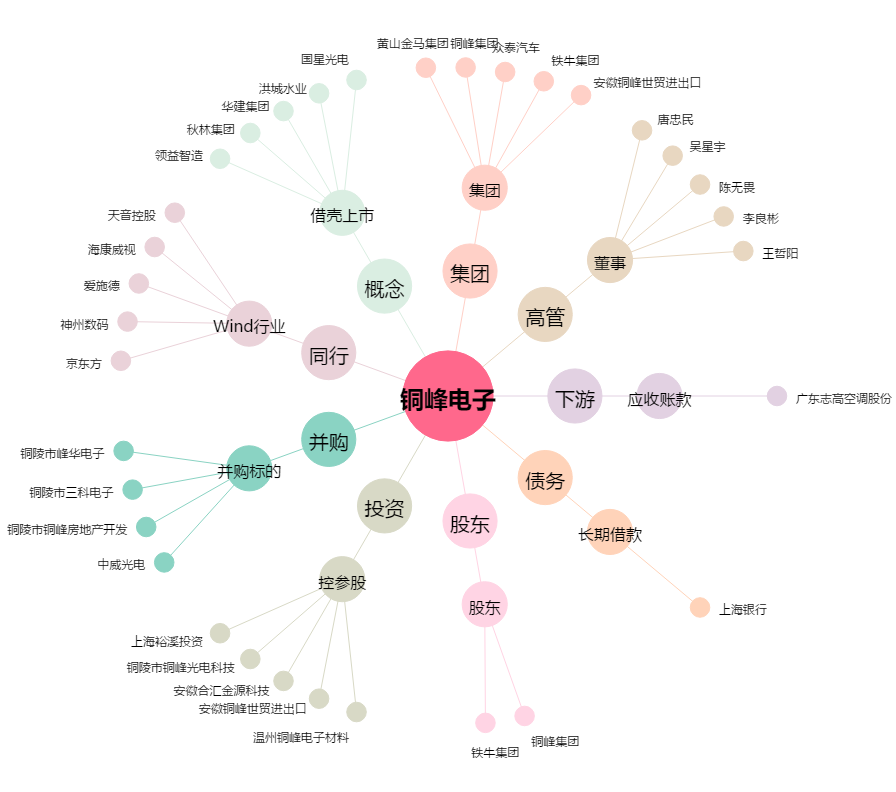 黄山金马集团
铜峰集团
众泰汽车
国星光电
铁牛集团
洪城水业
安徽铜峰世贸进出口
华建集团
秋林集团
唐忠民
领益智造
吴星宇
陈无畏
集团
天音控股
借壳上市
李良彬
海康威视
王哲阳
董事
集团
爱施德
概念
高管
神州数码
Wind行业
同行
京东方
铜峰电子
下游
应收账款
广东志高空调股份
并购
铜陵市峰华电子
并购标的
债务
铜陵市三科电子
投资
股东
铜陵市铜峰房地产开发
长期借款
中威光电
控参股
股东
上海银行
上海裕溪投资
铜陵市铜峰光电科技
安徽合汇金源科技
安徽铜峰世贸进出口
温州铜峰电子材料
铜峰集团
铁牛集团